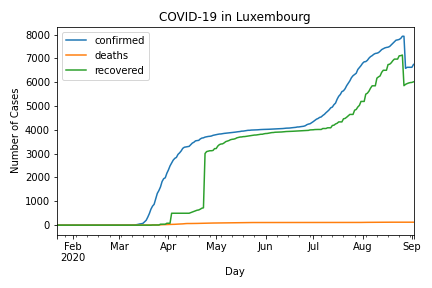 COVID-19 in Luxembourg
confirmed
deaths
recovered
Number of Cases
8000
7000
6000
5000
4000
3000
2000
1000
0
Feb
2020
Mar
Apr
May
Jun
Jul
Aug
Sep
Day